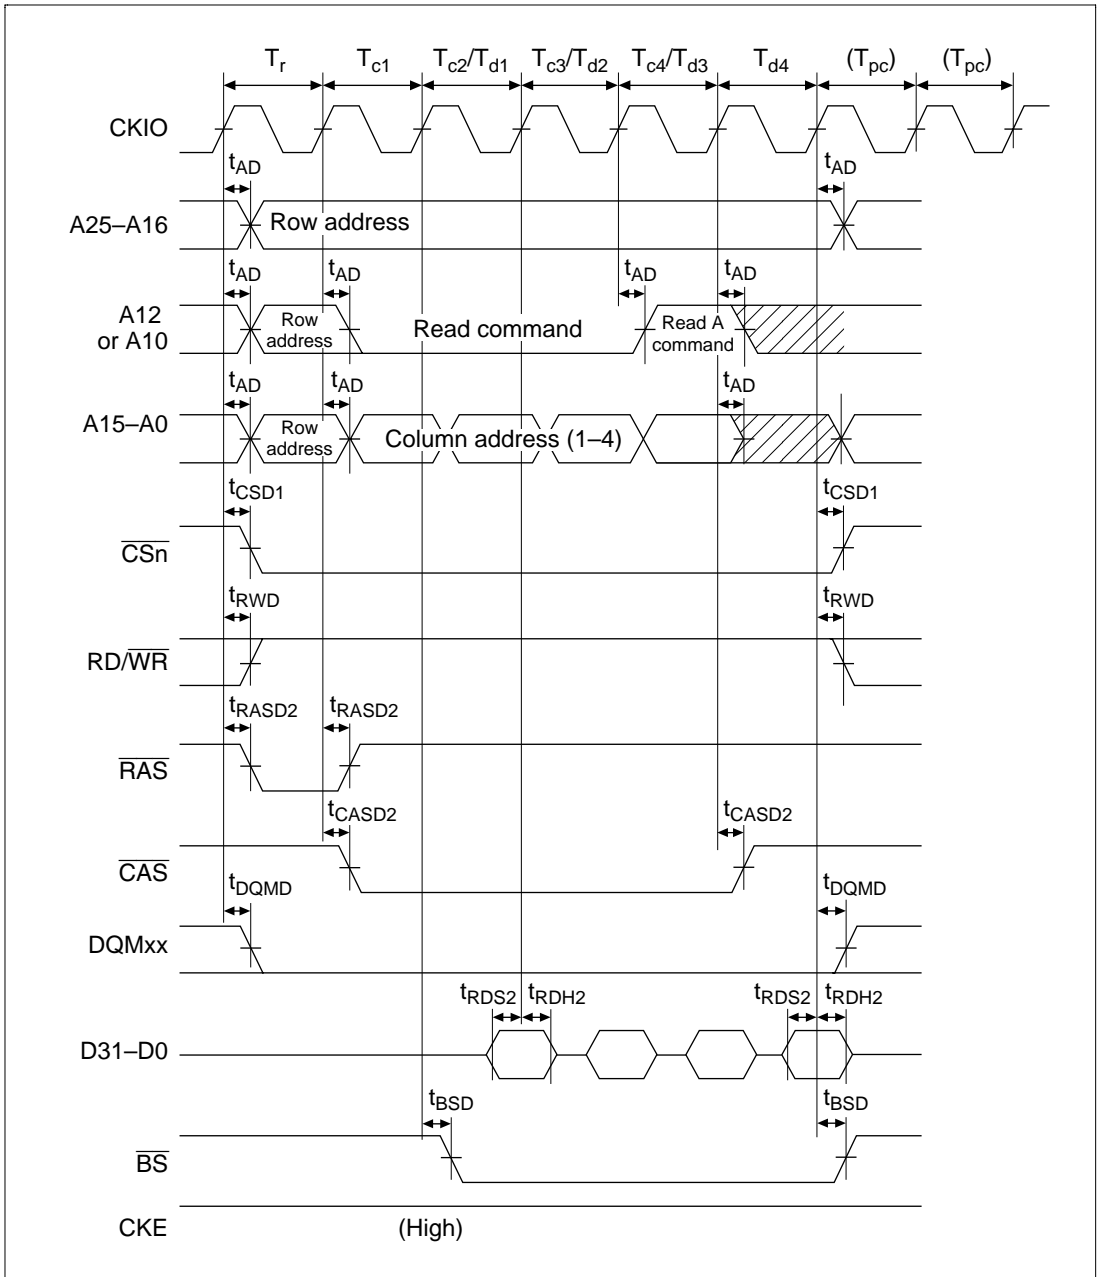 Tr Tc1 Tc2/Td1 Tc3/Td2 Tc4/Td3 Td4 (Tpc) (Tpc)
CKIO
tAD tAD
A25–A16 Row address
tAD tAD tAD tAD
A12 or A10 Row address Read command Read A command
tAD tAD tAD
A15–A0 Row address Column address (1–4)
tCSD1 tCSD1
CSn
tRWD tRWD
RD/WR
tRASD2 tRASD2
RAS
tCASD2 tCASD2
CAS
tDQMD tDQMD
DQMxx
tRDS2 tRDH2 tRDS2 tRDH2
D31–D0
tBSD tBSD
BS
CKE (High)